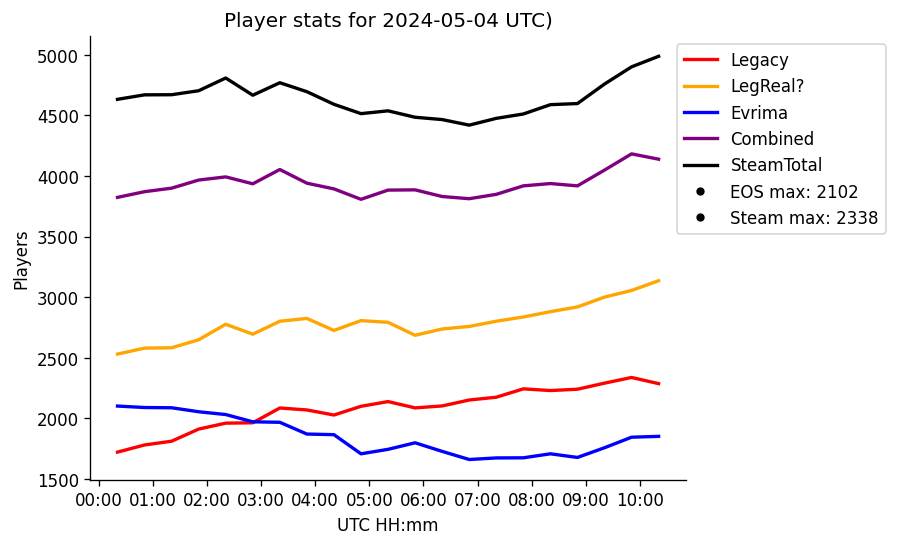 Player stats for 2024-05-04 UTC)
5000
4500
4000
3500
3000
2500
2000
1500
Players
00:00 01:00 02:00 03:00 04:00 05:00 06:00 07:00 08:00 09:00 10:00
UTC HH:mm
Legacy
LegReal?
Evrima
Combined
SteamTotal
EOS max: 2102
Steam max: 2338